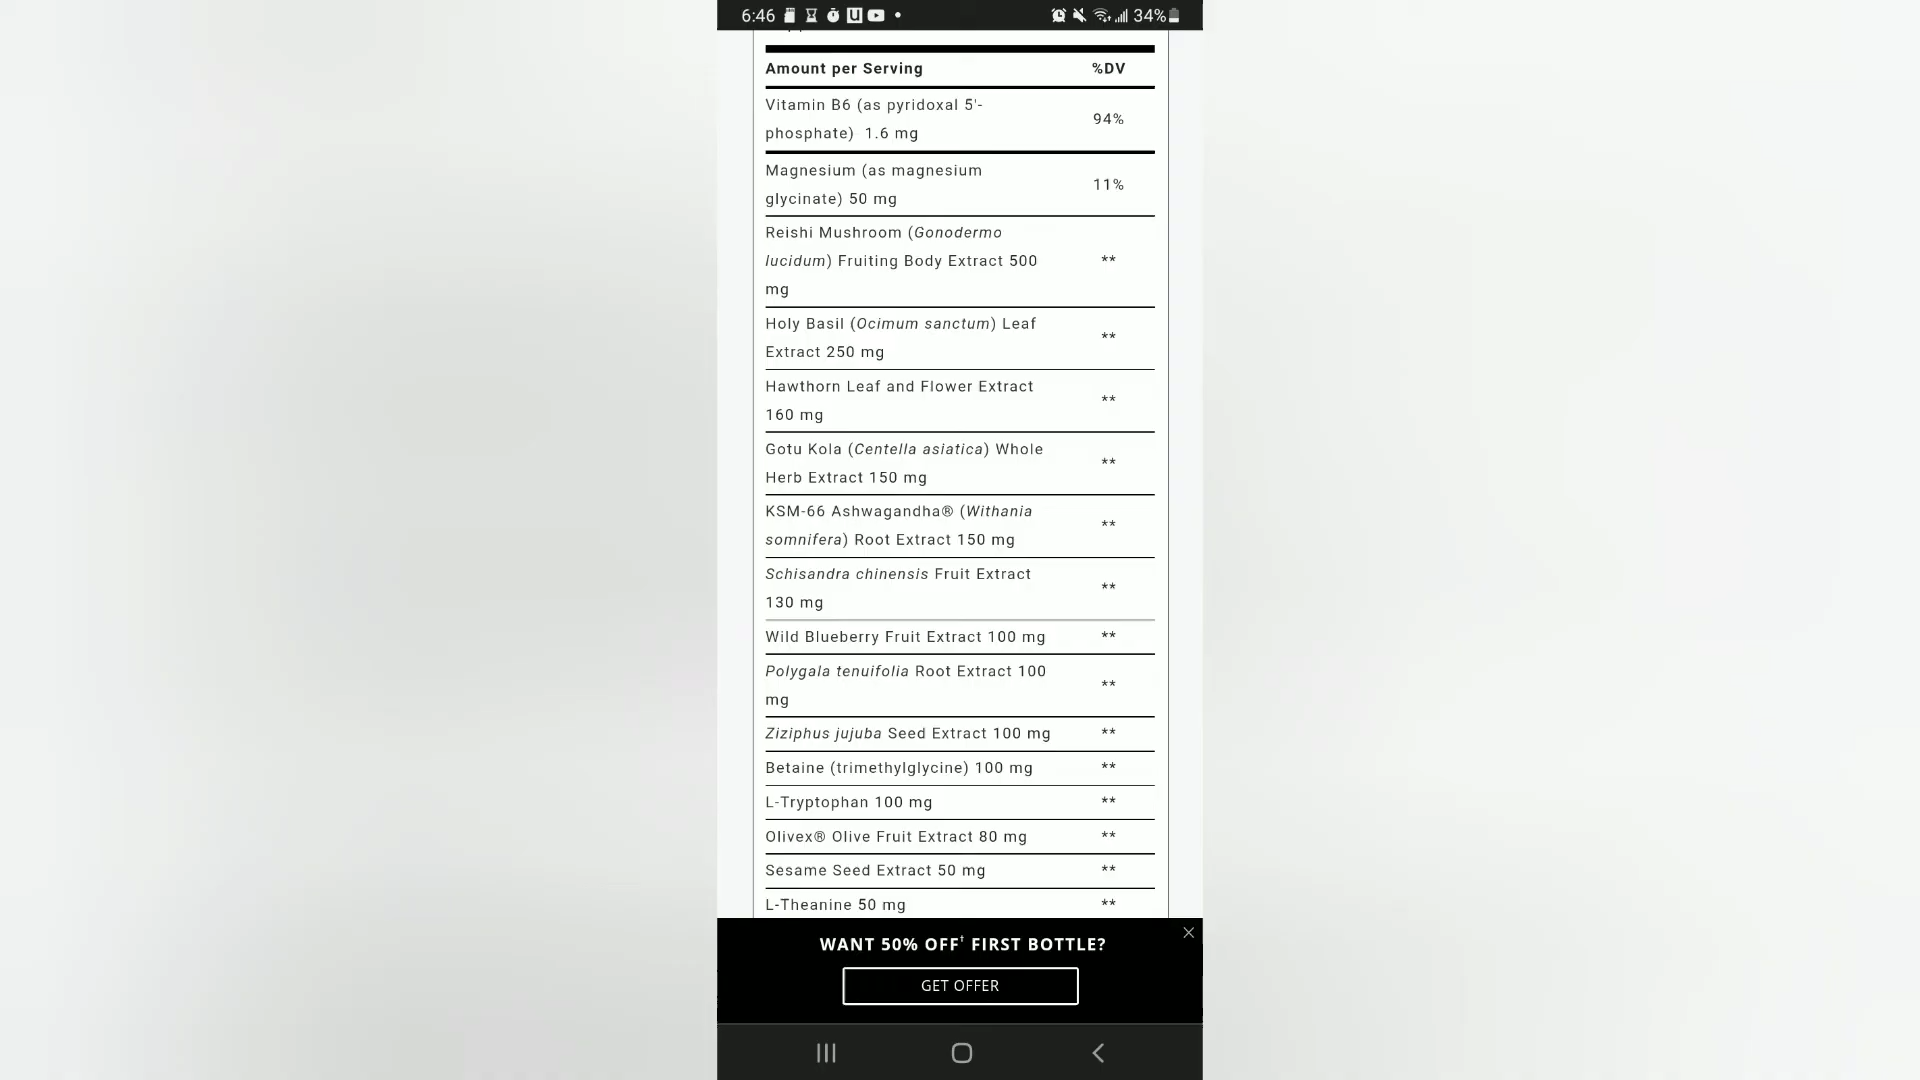 6:46
34%
Amount per Serving %DV
Vitamin B6 (as pyridoxal 5'-
phosphate) 1.6 mg
94%
Magnesium (as magnesium
glycinate) 50 mg
11%
Reishi Mushroom (Gonodermo
lucidum) Fruiting Body Extract 500
mg
**
Holy Basil (Ocimum sanctum) Leaf
Extract 250 mg
**
Hawthorn Leaf and Flower Extract
160 mg
**
Gotu Kola (Centella asiatica) Whole
Herb Extract 150 mg
**
KSM-66 Ashwagandha® (Withania
somnifera) Root Extract 150 mg
**
Schisandra chinensis Fruit Extract
130 mg
**
Wild Blueberry Fruit Extract 100 mg **
Polygala tenuifolia Root Extract 100
mg
**
Ziziphus jujuba Seed Extract 100 mg **
Betaine (trimethylglycine) 100 mg **
L-Tryptophan 100 mg **
Olivex® Olive Fruit Extract 80 mg **
Sesame Seed Extract 50 mg **
L-Theanine 50 mg **
WANT 50% OFF† FIRST BOTTLE?
GET OFFER